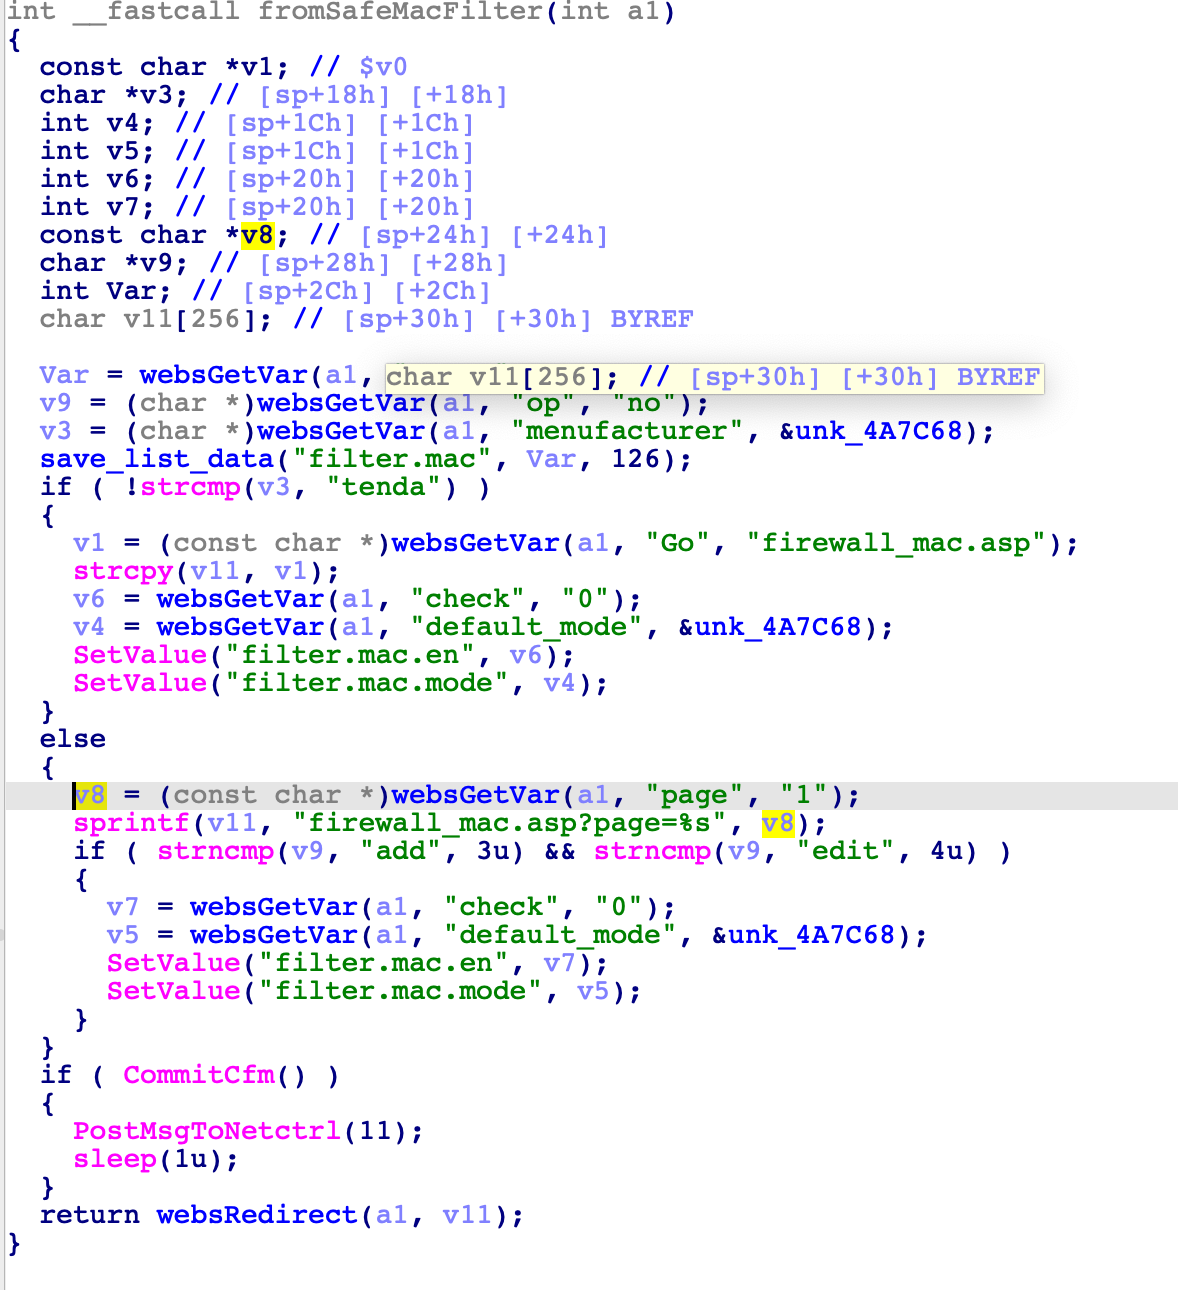 int __fastcall fromSafeMacFilter(int a1)
{
  const char *v1; // $v0
  char *v3; // [sp+18h] [+18h]
  int v4; // [sp+1Ch] [+1Ch]
  int v5; // [sp+1Ch] [+1Ch]
  int v6; // [sp+20h] [+20h]
  int v7; // [sp+20h] [+20h]
  const char *v8; // [sp+24h] [+24h]
  char *v9; // [sp+28h] [+28h]
  int Var; // [sp+2Ch] [+2Ch]
  char v11[256]; // [sp+30h] [+30h] BYREF
  Var = websGetVar(a1, char v11[256]; // [sp+30h] [+30h] BYREF
  v9 = (char *)websGetVar(a1, "op", "no");
  v3 = (char *)websGetVar(a1, "menufacturer", &unk_4A7C68);
  save_list_data("filter.mac", Var, 126);
  if ( !strcmp(v3, "tenda") )
  {
    v1 = (const char *)websGetVar(a1, "Go", "firewall_mac.asp");
    strcpy(v11, v1);
    v6 = websGetVar(a1, "check", "0");
    v4 = websGetVar(a1, "default_mode", &unk_4A7C68);
    SetValue("filter.mac.en", v6);
    SetValue("filter.mac.mode", v4);
  }
  else
  {
    v8 = (const char *)websGetVar(a1, "page", "1");
    sprintf(v11, "firewall_mac.asp?page=%s", v8);
    if ( strncmp(v9, "add", 3u) && strncmp(v9, "edit", 4u) )
    {
      v7 = websGetVar(a1, "check", "0");
      v5 = websGetVar(a1, "default_mode", &unk_4A7C68);
      SetValue("filter.mac.en", v7);
      SetValue("filter.mac.mode", v5);
    }
  }
  if ( CommitCfm() )
  {
    PostMsgToNetctrl(11);
    sleep(1u);
  }
  return websRedirect(a1, v11);
}